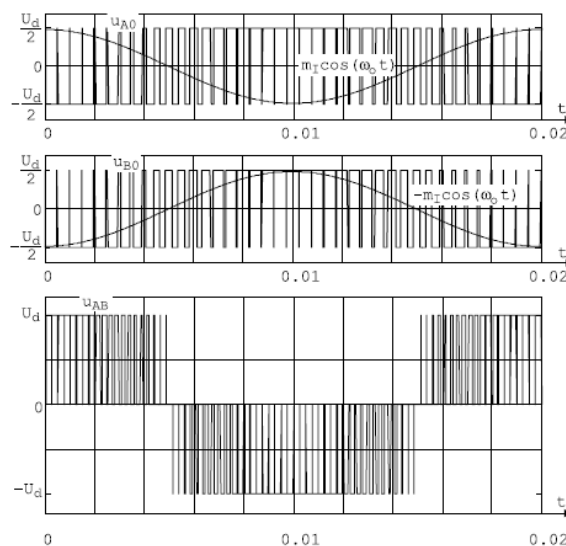 U_d/2
u_A0
0
m_I cos(ω_o t)
-U_d/2
t
0 0.01 0.02
U_d/2
u_B0
0
-m_I cos(ω_o t)
-U_d/2
t
0 0.01 0.02
U_d
u_AB
0
-U_d
t
0 0.01 0.02